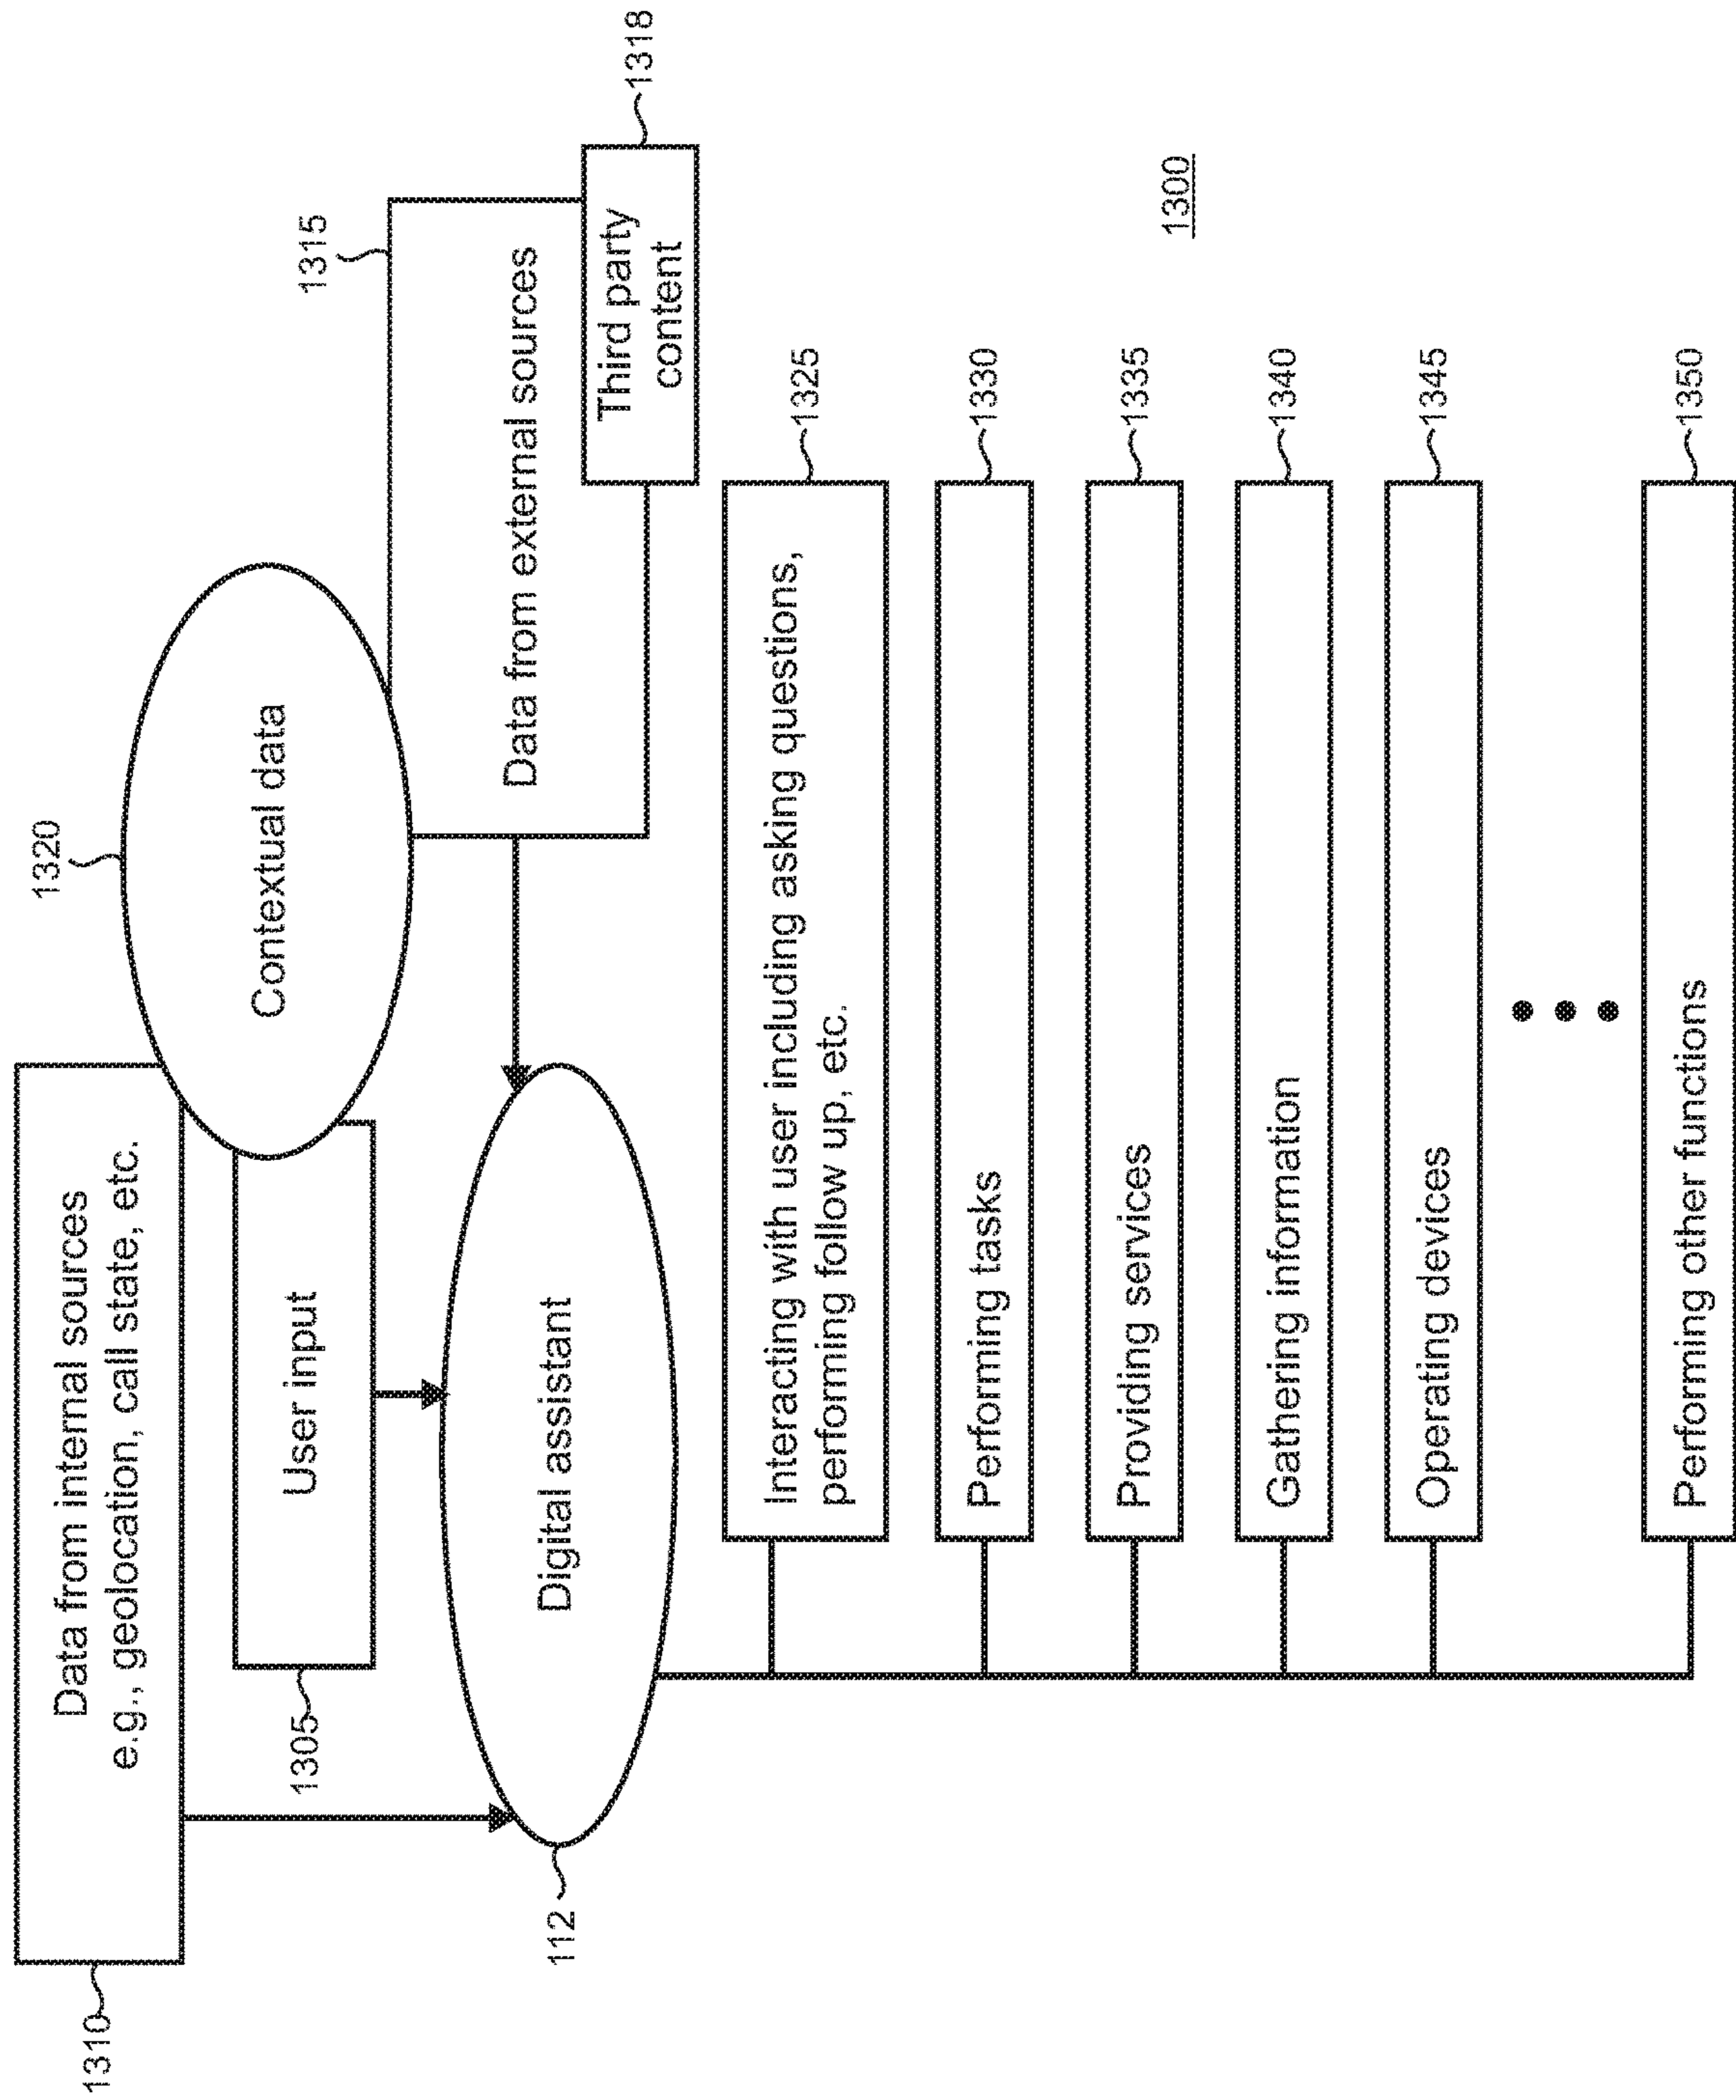 1320
1310
Data from internal sources
e.g., geolocation, call state, etc.
Contextual data
1315
1305
User input
Data from external sources
1318
Third party
content
112
Digital assistant
1300
Interacting with user including asking questions,
performing follow up, etc.
1325
Performing tasks
1330
Providing services
1335
Gathering information
1340
Operating devices
1345
Performing other functions
1350